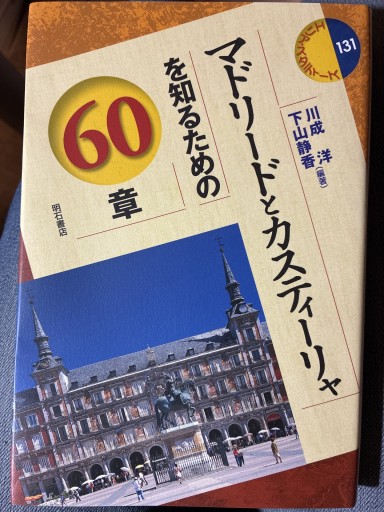 エリア・スタディーズ
131
マドリードとカスティーリャ
を知るための
60
章
川成 洋
下山静香
(編著)
明石書店